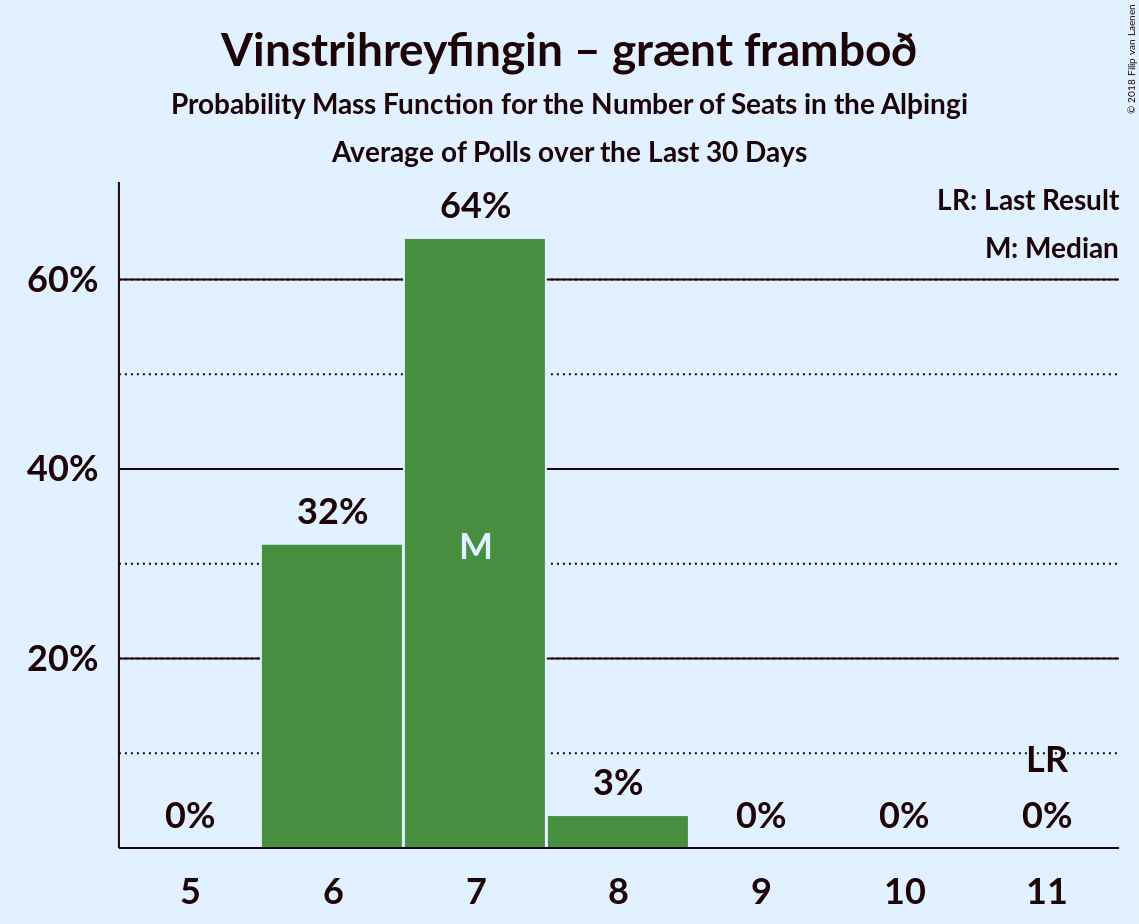 Vinstrihreyfingin – grænt framboð
Probability Mass Function for the Number of Seats in the Alþingi
Average of Polls over the Last 30 Days
© 2018 Filip van Laenen
LR: Last Result
M: Median
64%
60%
40%
32%
M
20%
LR
3%
0%
0%
0%
0%
5
6
7
8
9
10
11